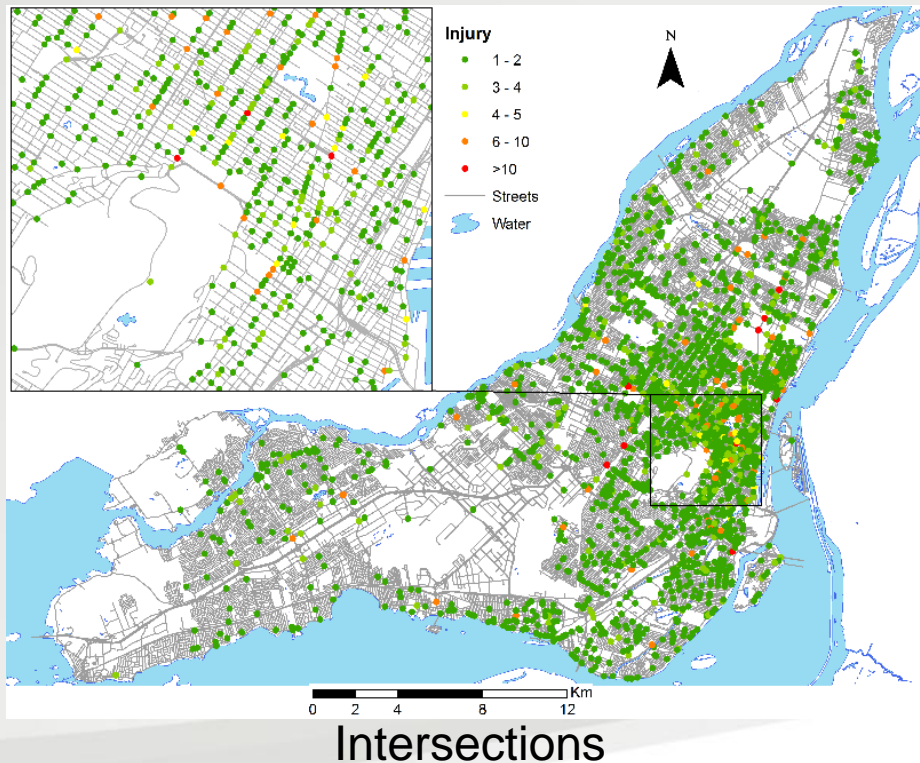 Injury
1 - 2
3 - 4
4 - 5
6 - 10
>10
Streets
Water
N
Km
0 2 4 8 12
Intersections